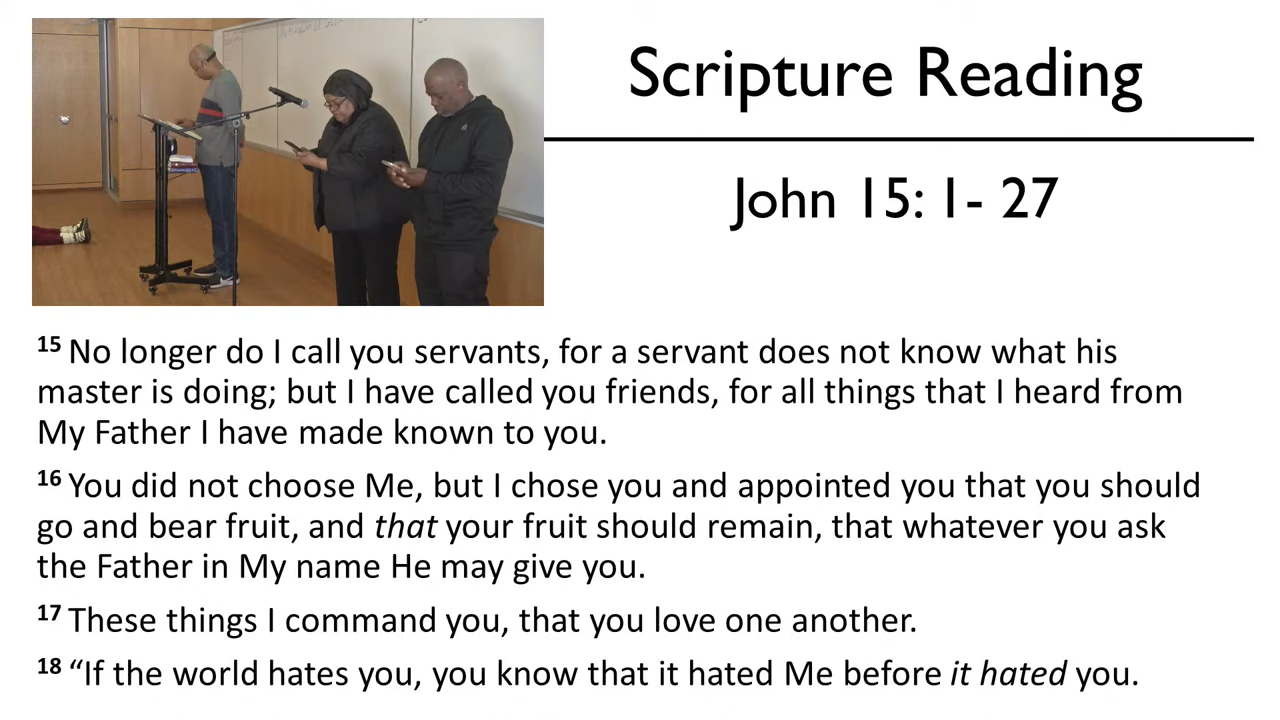 Scripture Reading
John 15: 1- 27
15 No longer do I call you servants, for a servant does not know what his
master is doing; but I have called you friends, for all things that I heard from
My Father I have made known to you.
16 You did not choose Me, but I chose you and appointed you that you should
go and bear fruit, and that your fruit should remain, that whatever you ask
the Father in My name He may give you.
17 These things I command you, that you love one another.
18 “If the world hates you, you know that it hated Me before it hated you.